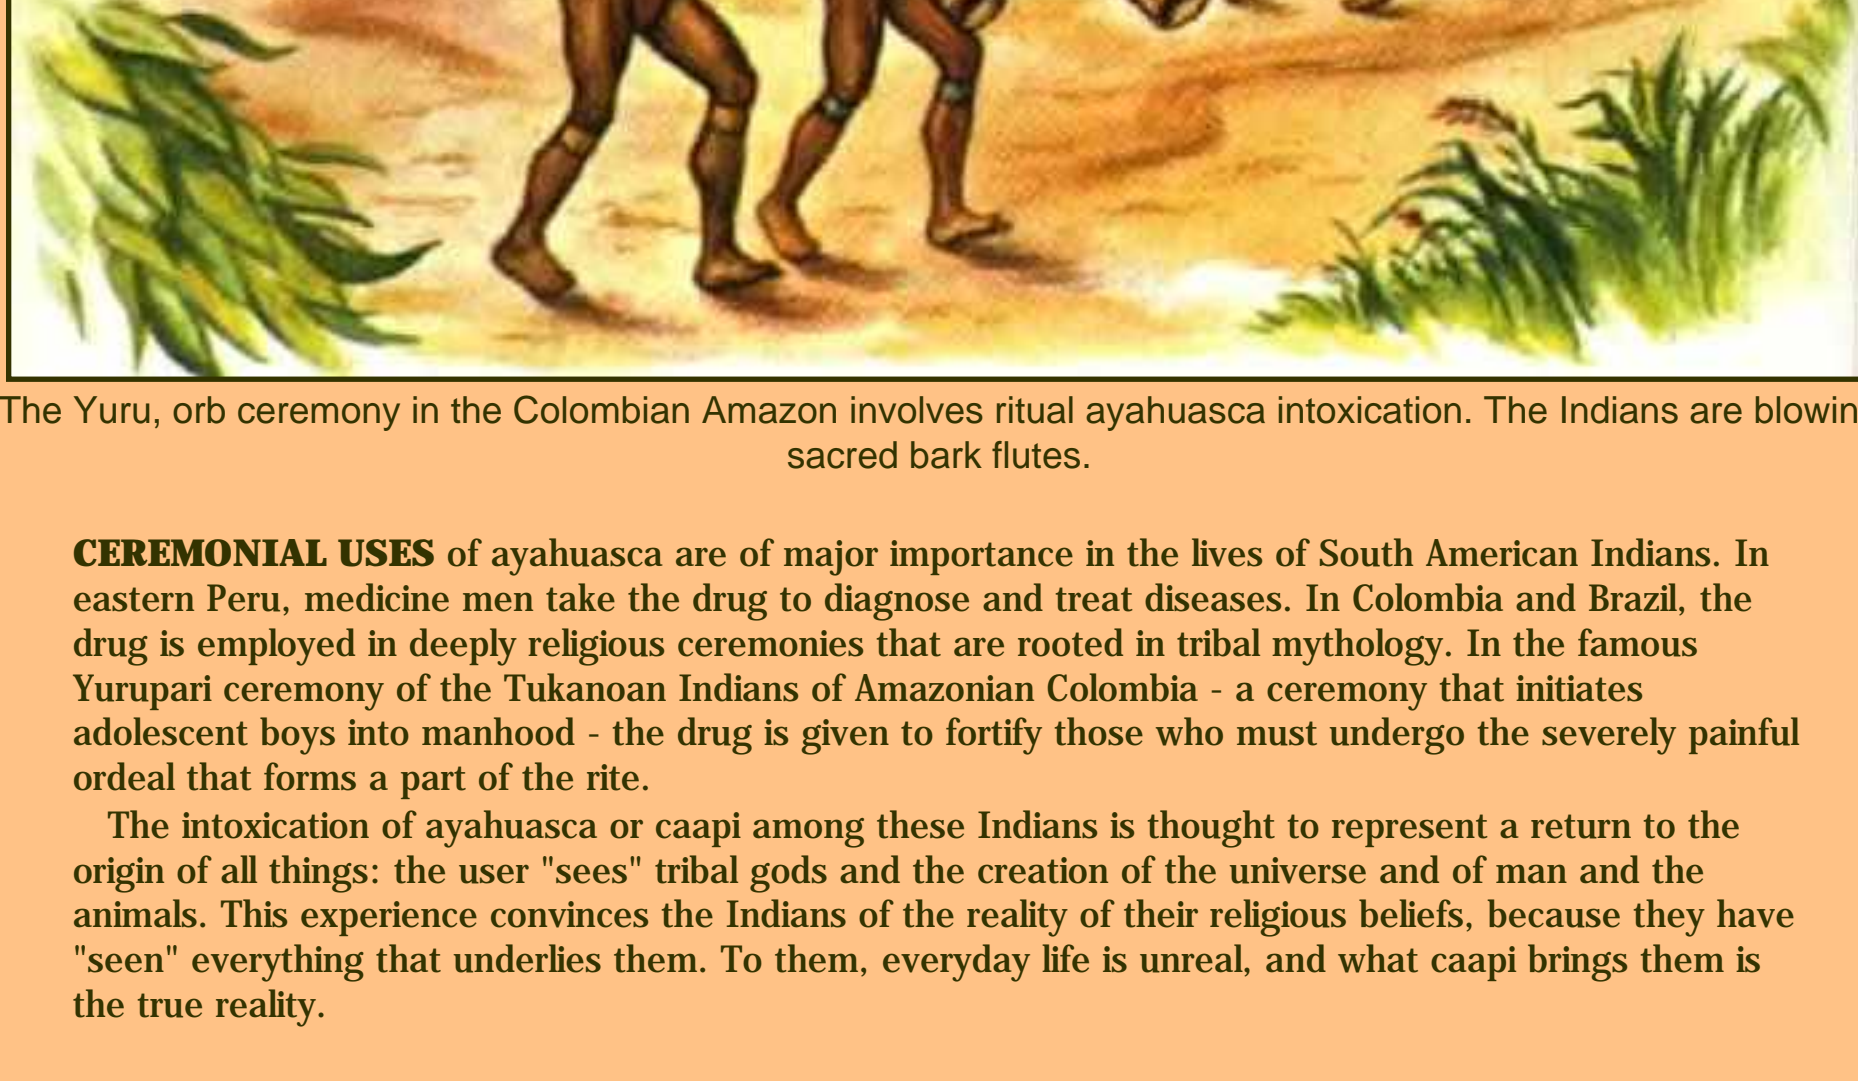 The Yuru, orb ceremony in the Colombian Amazon involves ritual ayahuasca intoxication. The Indians are blowin
sacred bark flutes.
CEREMONIAL USES of ayahuasca are of major importance in the lives of South American Indians. In
eastern Peru, medicine men take the drug to diagnose and treat diseases. In Colombia and Brazil, the
drug is employed in deeply religious ceremonies that are rooted in tribal mythology. In the famous
Yurupari ceremony of the Tukanoan Indians of Amazonian Colombia - a ceremony that initiates
adolescent boys into manhood - the drug is given to fortify those who must undergo the severely painful
ordeal that forms a part of the rite.
The intoxication of ayahuasca or caapi among these Indians is thought to represent a return to the
origin of all things: the user "sees" tribal gods and the creation of the universe and of man and the
animals. This experience convinces the Indians of the reality of their religious beliefs, because they have
"seen" everything that underlies them. To them, everyday life is unreal, and what caapi brings them is
the true reality.